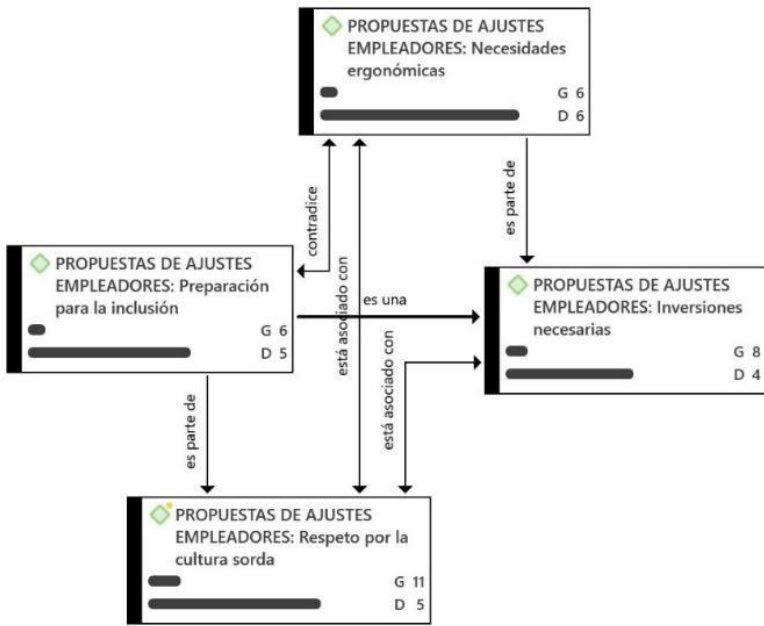 PROPUESTAS DE AJUSTES
EMPLEADORES: Necesidades
ergonómicas
G 6
D 6
contradice
está asociado con
es parte de
PROPUESTAS DE AJUSTES
EMPLEADORES: Preparación
para la inclusión
G 6
D 5
es una
PROPUESTAS DE AJUSTES
EMPLEADORES: Inversiones
necesarias
G 8
D 4
es parte de
está asociado con
PROPUESTAS DE AJUSTES
EMPLEADORES: Respeto por la
cultura sorda
G 11
D 5